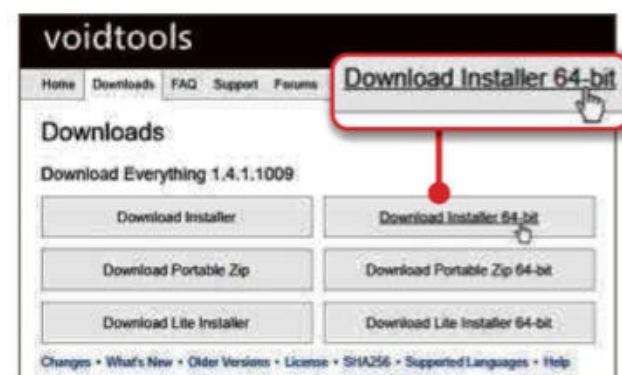 voidtools
Download Installer 64-bit
Home Downloads FAQ Support Forums
Downloads
Download Everything 1.4.1.1009
Download Installer Download Installer 64-bit
Download Portable Zip Download Portable Zip 64-bit
Download Lite Installer Download Lite Installer 64-bit
Changes • What's New • Older Versions • License • SHA256 • Supported Languages • Help